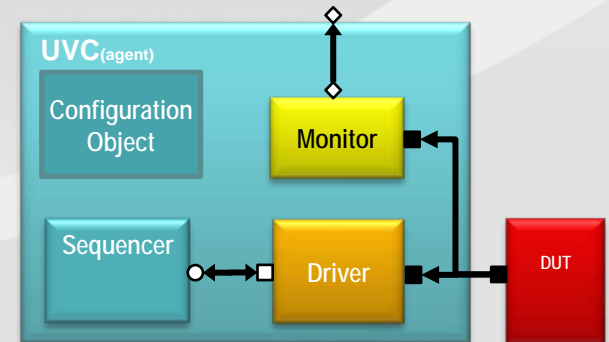 UVC(agent)
Configuration
Object
Monitor
Sequencer
Driver
DUT